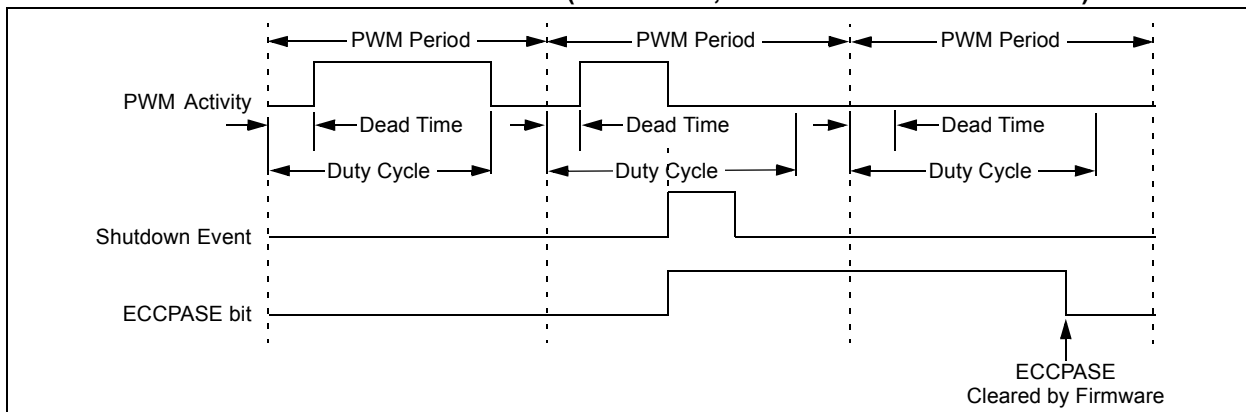 PWM Period PWM Period PWM Period
PWM Activity
Dead Time Dead Time Dead Time
Duty Cycle Duty Cycle Duty Cycle
Shutdown Event
ECCPASE bit
ECCPASE
Cleared by Firmware